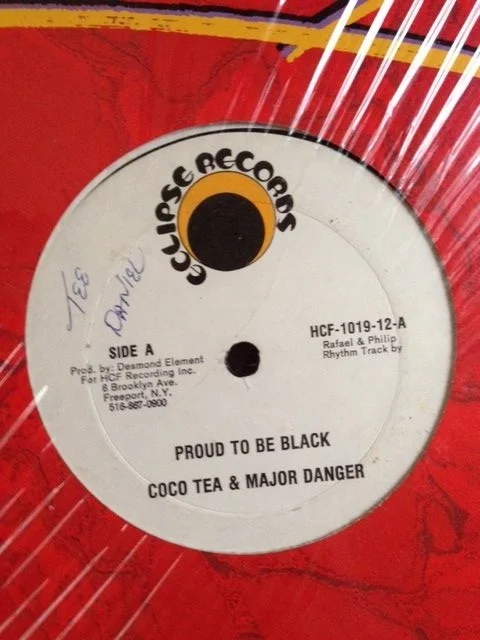 ECLIPSE RECORDS
TEE
DANIEL
SIDE A
Prod. by: Desmond Element
For HCF Recording Inc.
6 Brooklyn Ave.
Freeport, N.Y.
516-867-0900
HCF-1019-12-A
Rafael & Philip
Rhythm Track by
PROUD TO BE BLACK
COCO TEA & MAJOR DANGER